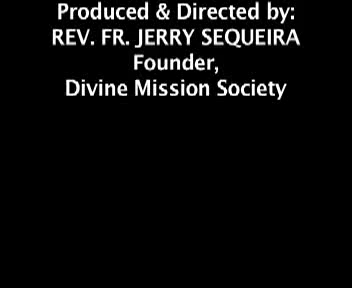 Produced & Directed by:
REV. FR. JERRY SEQUEIRA
Founder,
Divine Mission Society